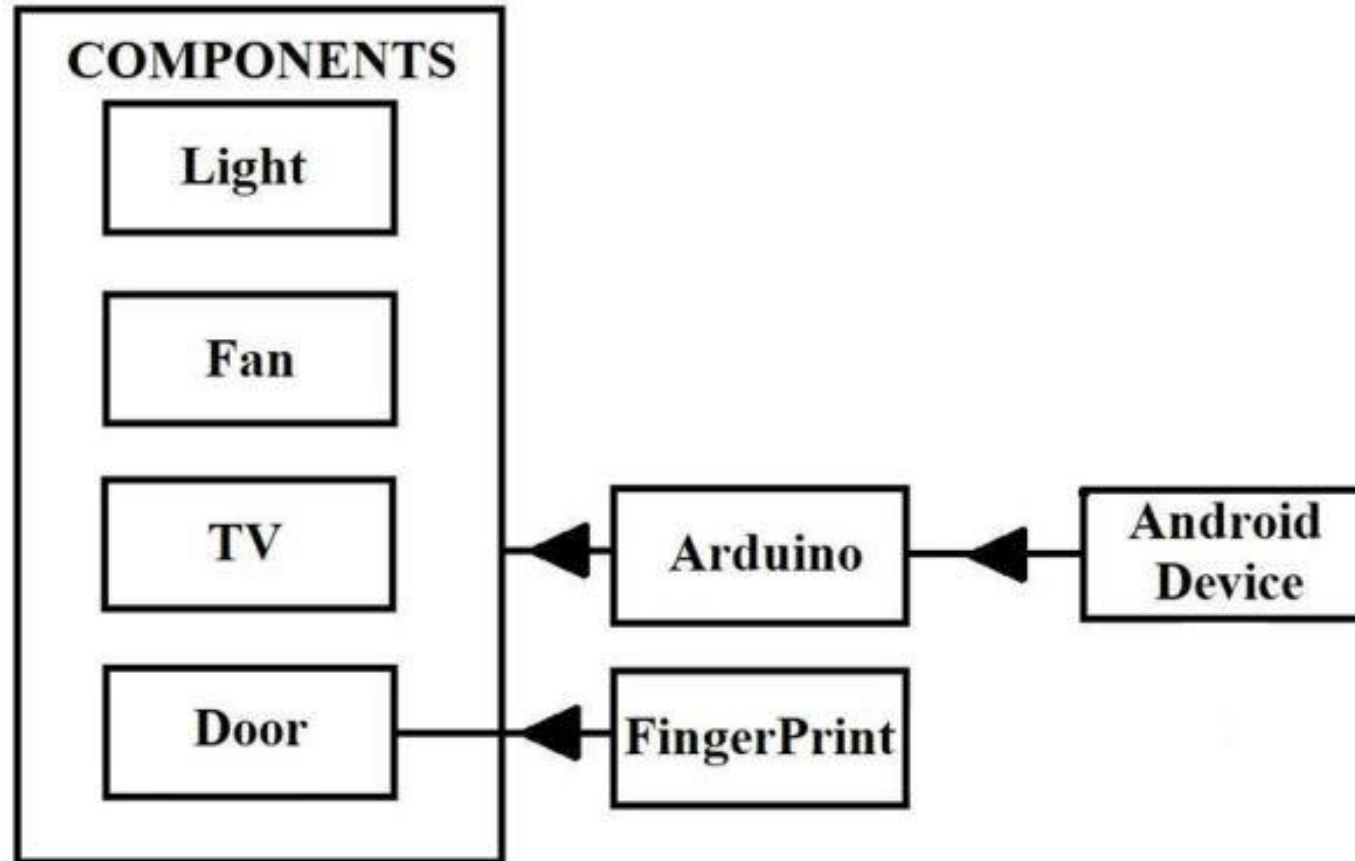 COMPONENTS
Light
Fan
TV
Door
Arduino
FingerPrint
Android
Device